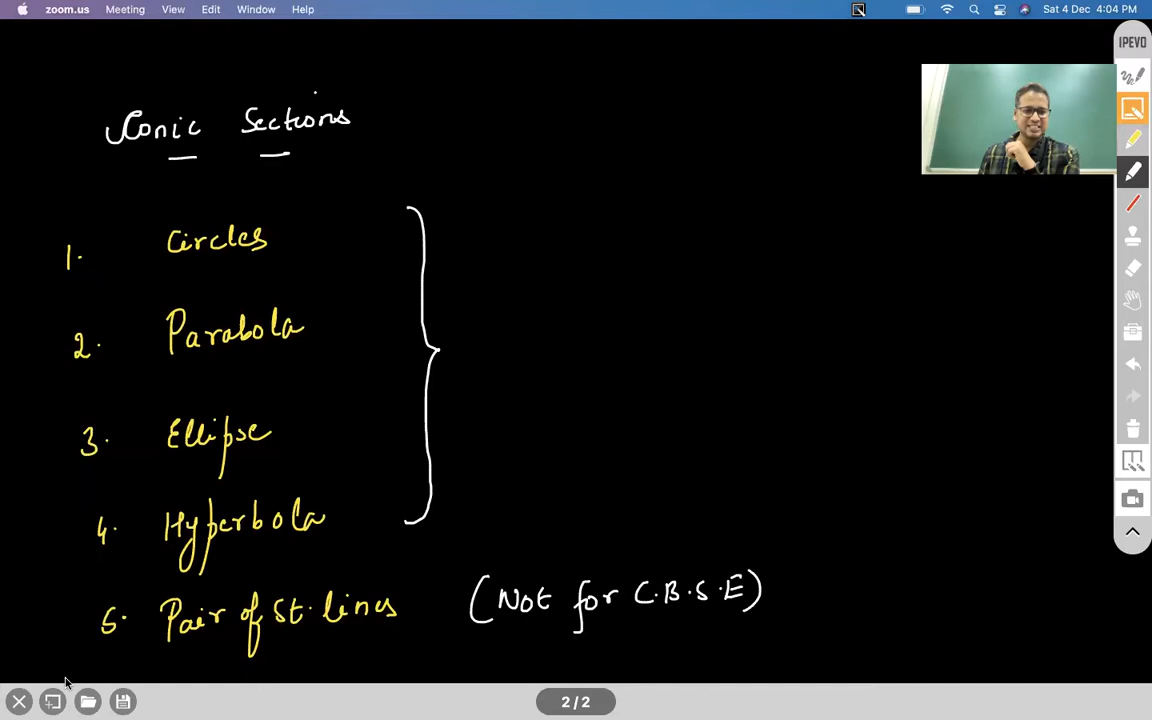 zoom.us Meeting View Edit Window Help Sat 4 Dec 4:04 PM
IPEVO
Conic Sections
1. Circles
2. Parabola
3. Ellipse
4. Hyperbola
5. Pair of St. lines (Not for C.B.S.E)
2 / 2